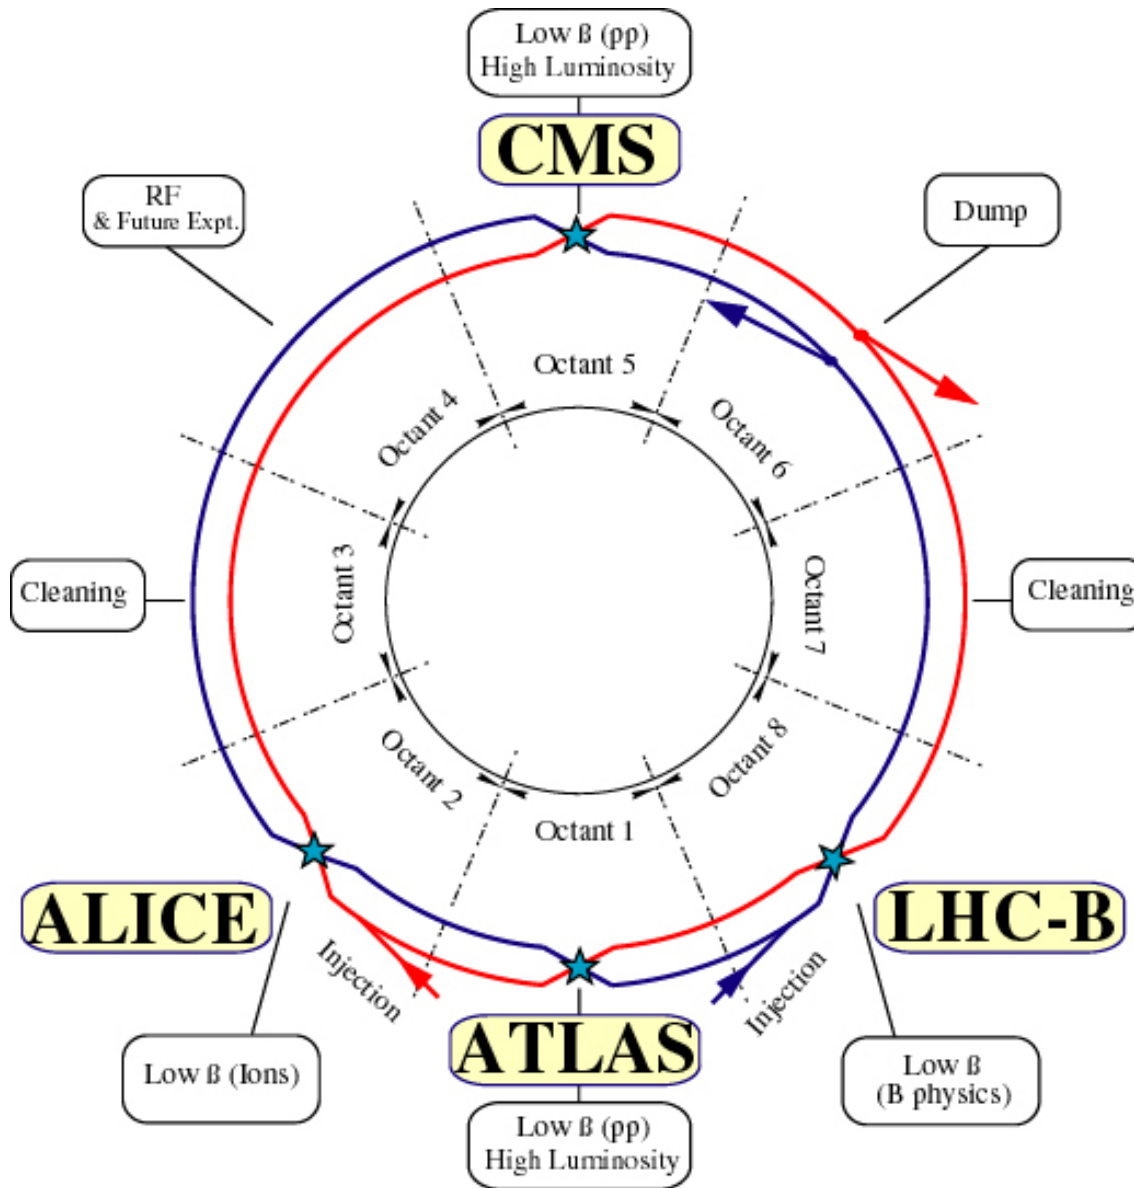 Low ß (pp)
High Luminosity
CMS
RF
& Future Expt.
Dump
Octant 5
Octant 4
Octant 6
Cleaning
Octant 3
Octant 7
Cleaning
Octant 2
Octant 8
Octant 1
ALICE
LHC-B
Injection
Injection
ATLAS
Low ß (Ions)
Low ß
(B physics)
Low ß (pp)
High Luminosity